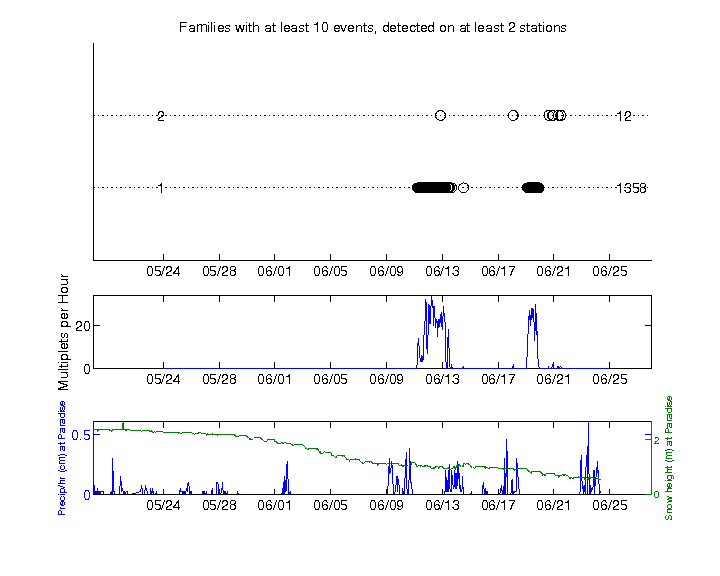 Families with at least 10 events, detected on at least 2 stations
2 12
1 1358
05/24 05/28 06/01 06/05 06/09 06/13 06/17 06/21 06/25
Multiplets per Hour
20
0
05/24 05/28 06/01 06/05 06/09 06/13 06/17 06/21 06/25
Precip/hr (cm) at Paradise
0.5
0
2
0
Snow height (m) at Paradise
05/24 05/28 06/01 06/05 06/09 06/13 06/17 06/21 06/25